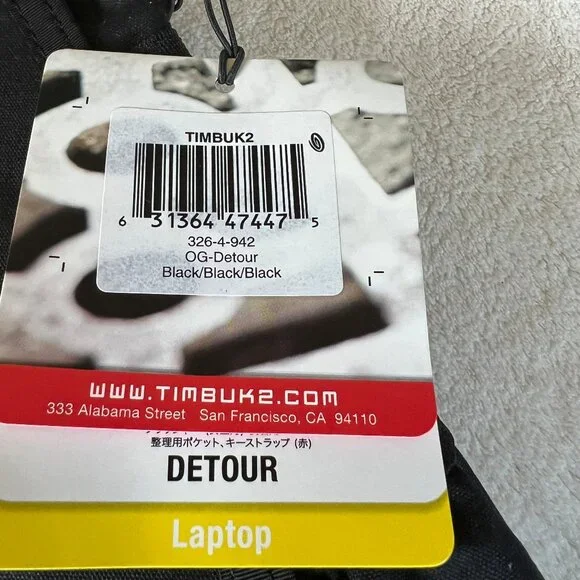 TIMBUK2
6 31364 47447 5
326-4-942
OG-Detour
Black/Black/Black
WWW.TIMBUK2.COM
333 Alabama Street San Francisco, CA 94110
整理用ポケット、キーストラップ (赤)
DETOUR
Laptop